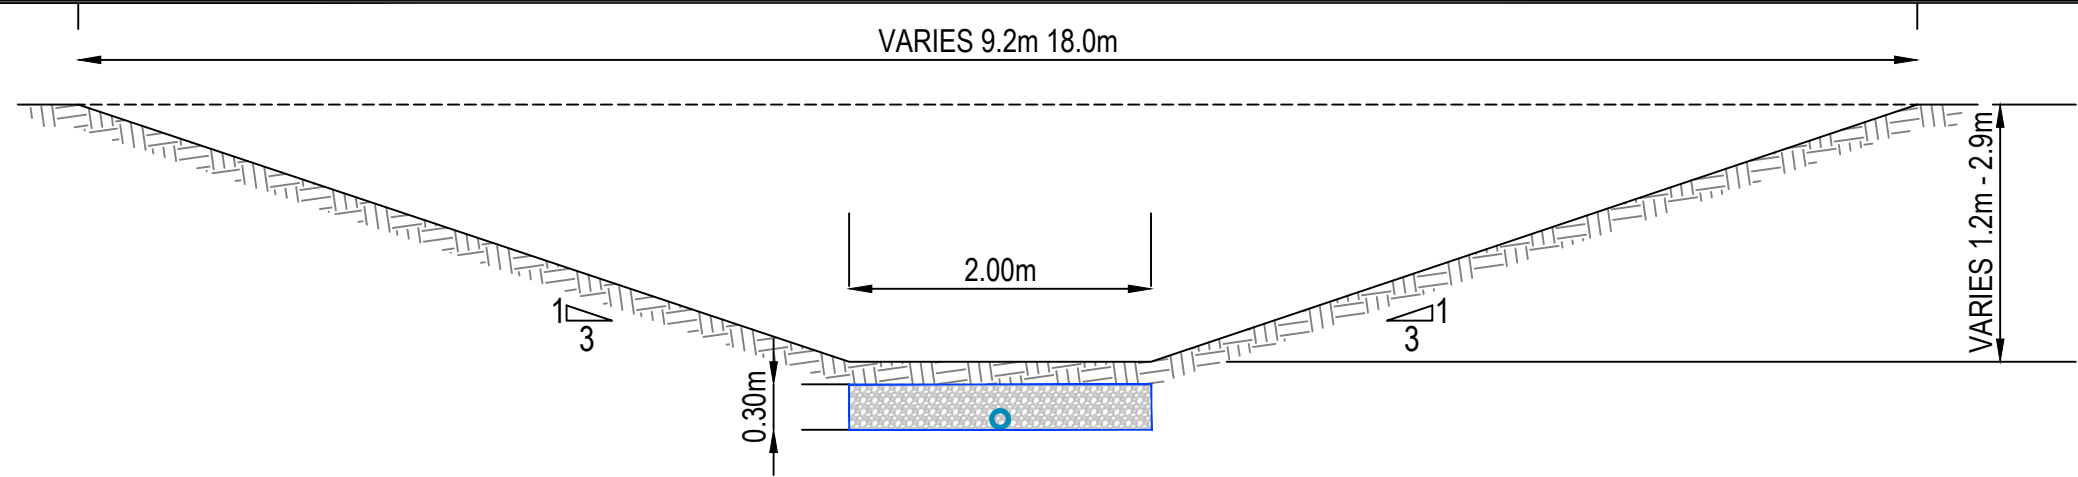 VARIES 9.2m 18.0m
VARIES 1.2m - 2.9m
2.00m
1
3
1
3
0.30m